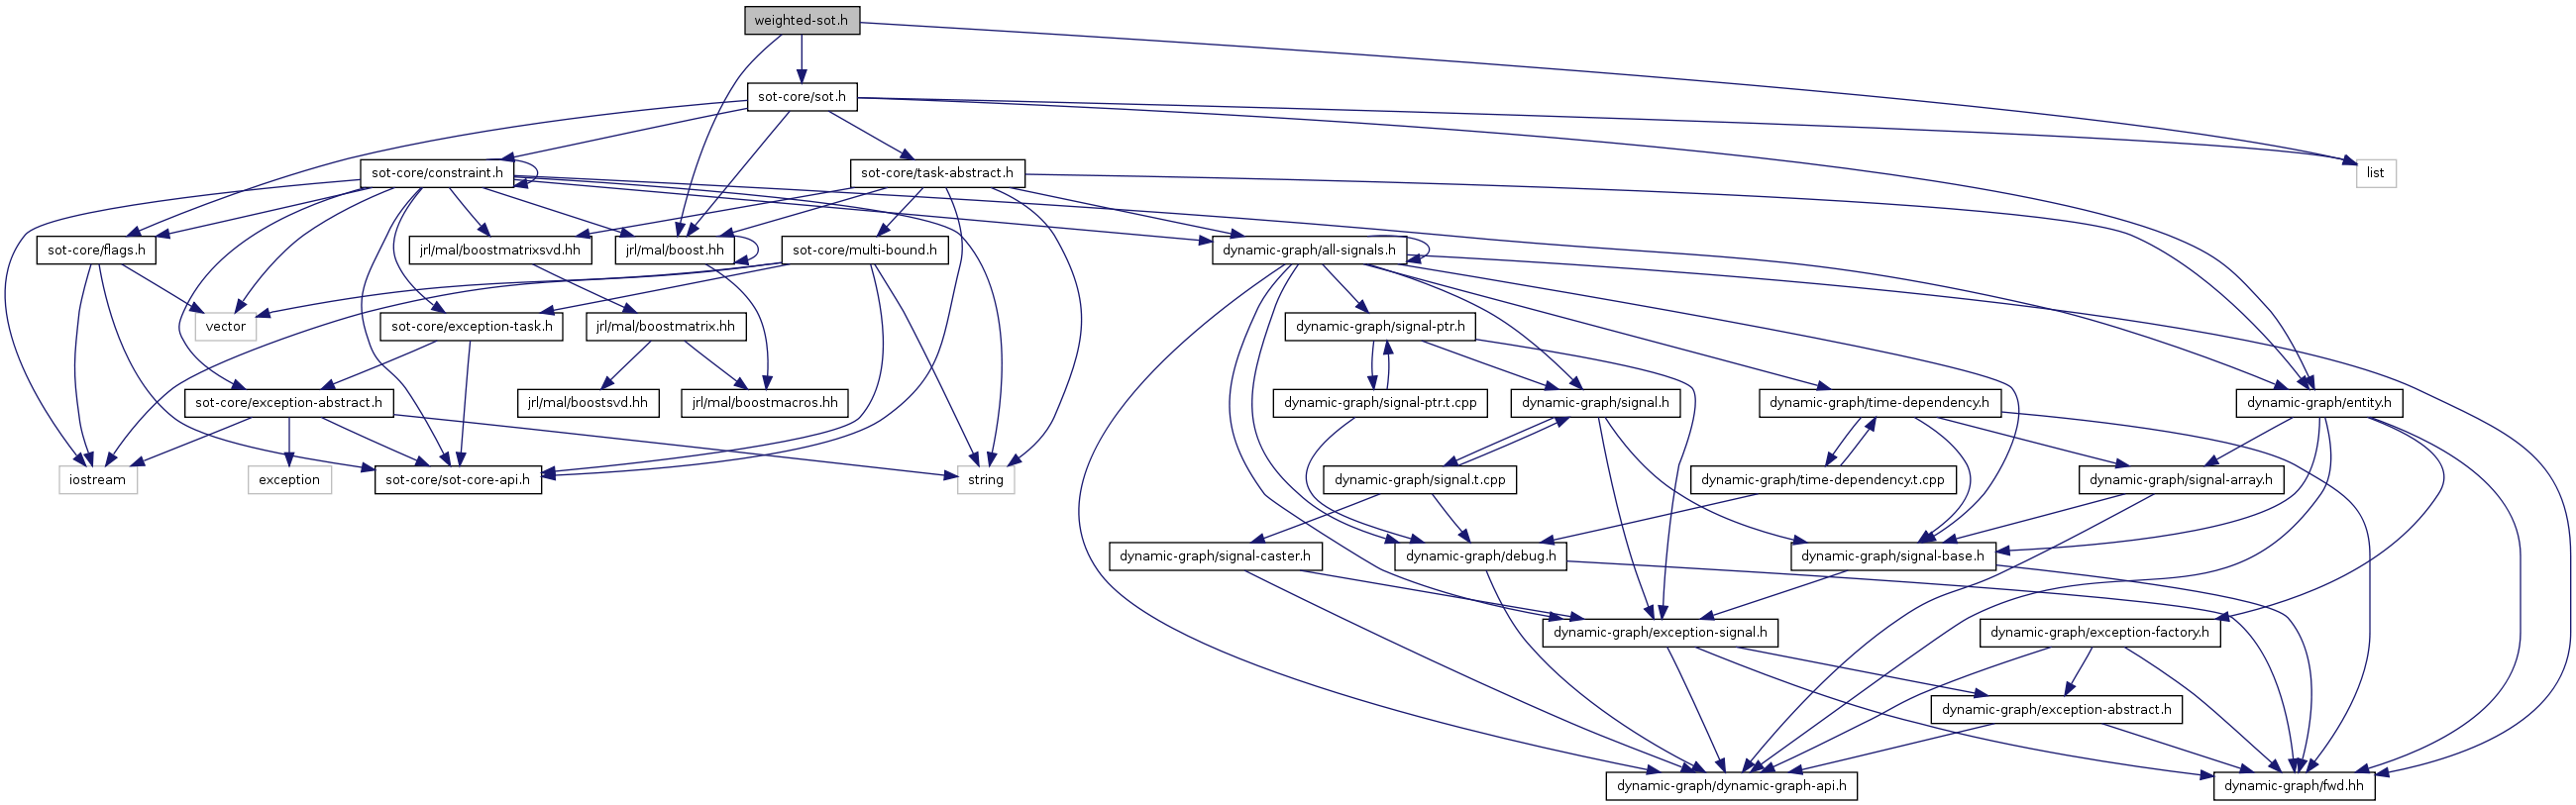 weighted-sot.h
sot-core/sot.h
sot-core/constraint.h
sot-core/task-abstract.h
list
sot-core/flags.h
jrl/mal/boostmatrixsvd.hh
jrl/mal/boost.hh
sot-core/multi-bound.h
dynamic-graph/all-signals.h
vector
sot-core/exception-task.h
jrl/mal/boostmatrix.hh
dynamic-graph/signal-ptr.h
sot-core/exception-abstract.h
jrl/mal/boostsvd.hh
jrl/mal/boostmacros.hh
dynamic-graph/signal-ptr.t.cpp
dynamic-graph/signal.h
dynamic-graph/time-dependency.h
dynamic-graph/entity.h
iostream
exception
sot-core/sot-core-api.h
string
dynamic-graph/signal.t.cpp
dynamic-graph/time-dependency.t.cpp
dynamic-graph/signal-array.h
dynamic-graph/signal-caster.h
dynamic-graph/debug.h
dynamic-graph/signal-base.h
dynamic-graph/exception-signal.h
dynamic-graph/exception-factory.h
dynamic-graph/exception-abstract.h
dynamic-graph/dynamic-graph-api.h
dynamic-graph/fwd.hh